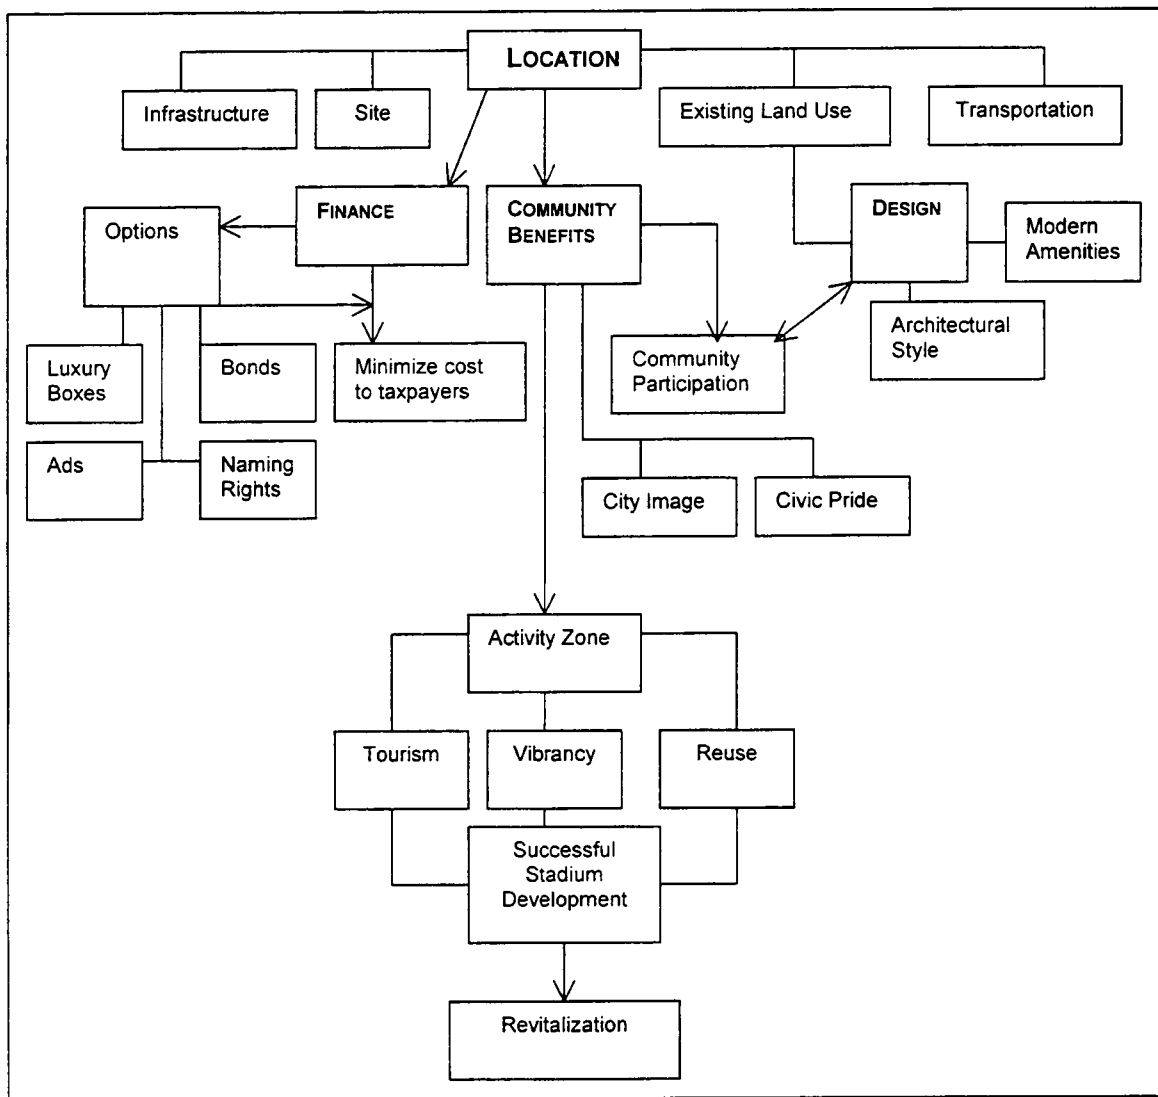 LOCATION
Infrastructure
Site
Existing Land Use
Transportation
FINANCE
COMMUNITY
BENEFITS
DESIGN
Options
Modern
Amenities
Architectural
Style
Luxury
Boxes
Bonds
Minimize cost
to taxpayers
Community
Participation
Ads
Naming
Rights
City Image
Civic Pride
Activity Zone
Tourism
Vibrancy
Reuse
Successful
Stadium
Development
Revitalization